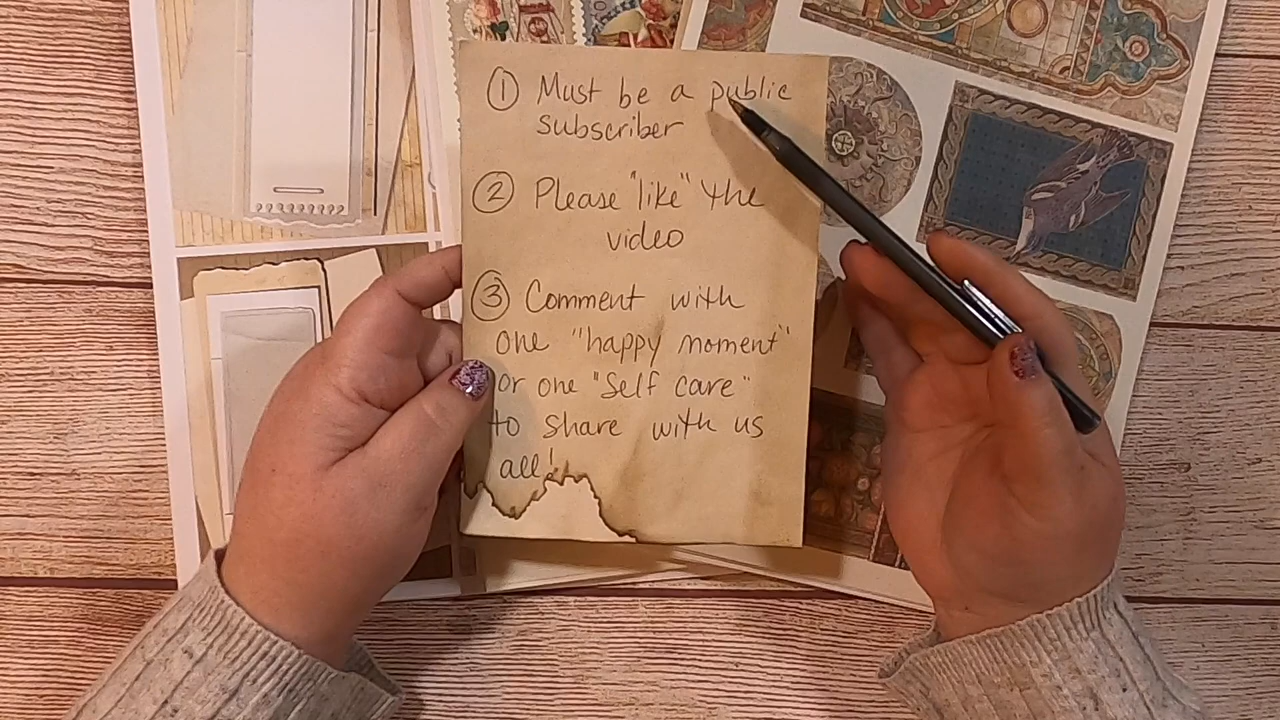 ① Must be a public
subscriber
② Please "like" the
video
③ Comment with
one "happy moment"
or one "Self care"
to share with us
all!